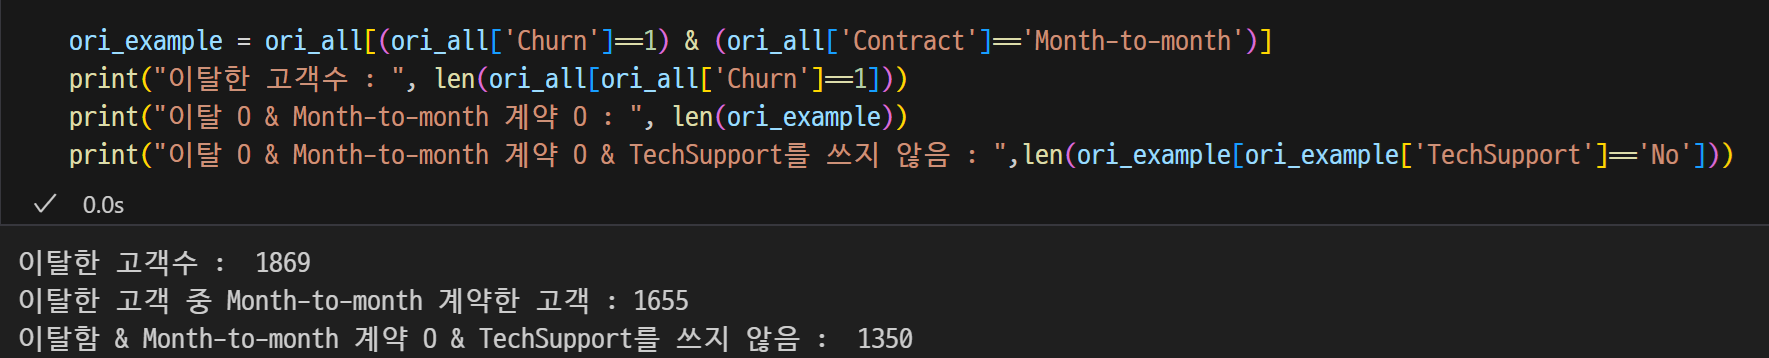 ori_example = ori_all[(ori_all['Churn']==1) & (ori_all['Contract']=='Month-to-month')]
print("이탈한 고객수 : ", len(ori_all[ori_all['Churn']==1]))
print("이탈 O & Month-to-month 계약 O : ", len(ori_example))
print("이탈 O & Month-to-month 계약 O & TechSupport를 쓰지 않음 : ",len(ori_example[ori_example['TechSupport']=='No']))
0.0s
이탈한 고객수 :  1869
이탈한 고객 중 Month-to-month 계약한 고객 : 1655
이탈함 & Month-to-month 계약 O & TechSupport를 쓰지 않음 :  1350